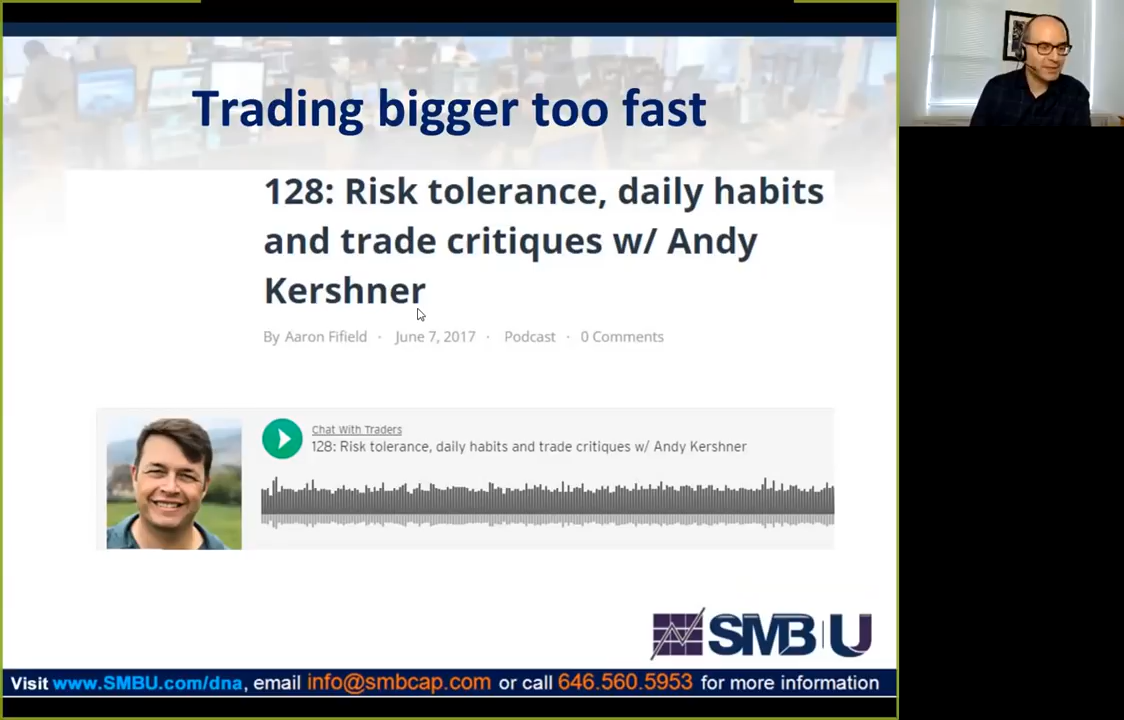 Trading bigger too fast
128: Risk tolerance, daily habits
and trade critiques w/ Andy
Kershner
By Aaron Fifield · June 7, 2017 · Podcast · 0 Comments
Chat With Traders
128: Risk tolerance, daily habits and trade critiques w/ Andy Kershner
SMB U
Visit www.SMBU.com/dna, email info@smbcap.com or call 646.560.5953 for more information